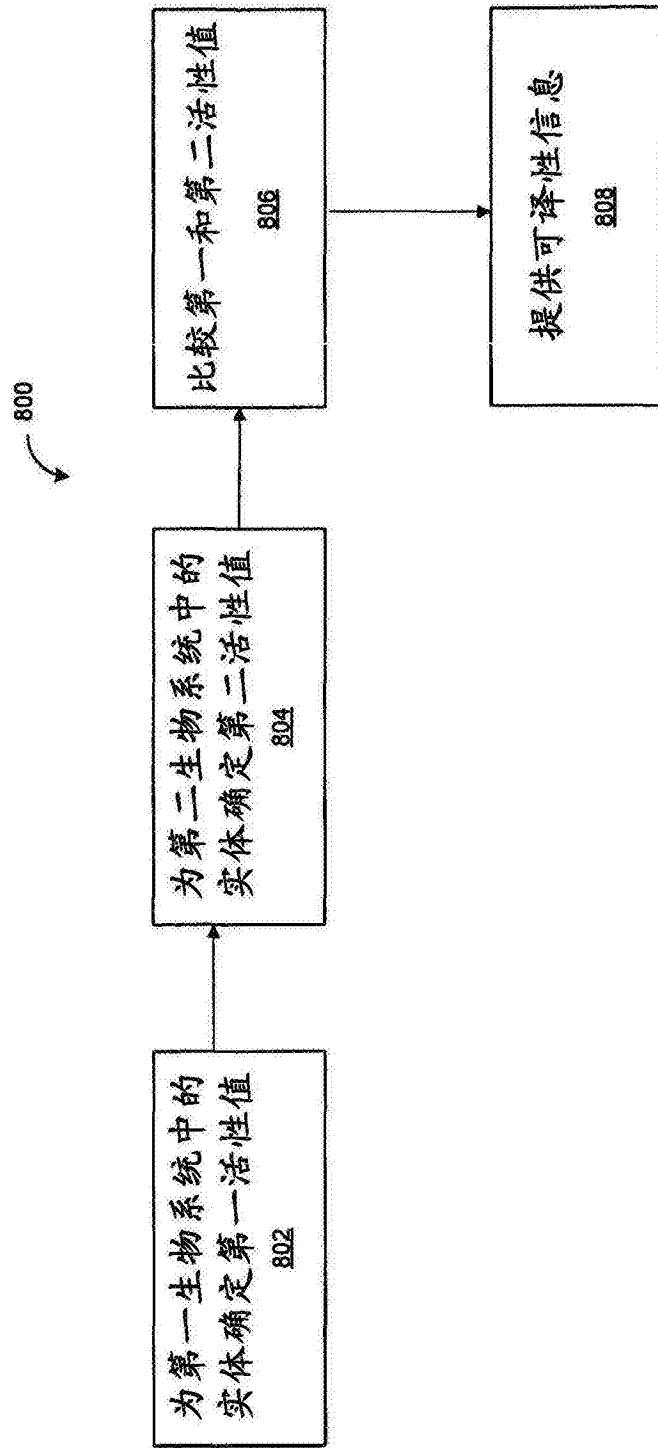 800
为第一生物系统中的
实体确定第一活性值
802
为第二生物系统中的
实体确定第二活性值
804
比较第一和第二活性值
806
提供可译性信息
808